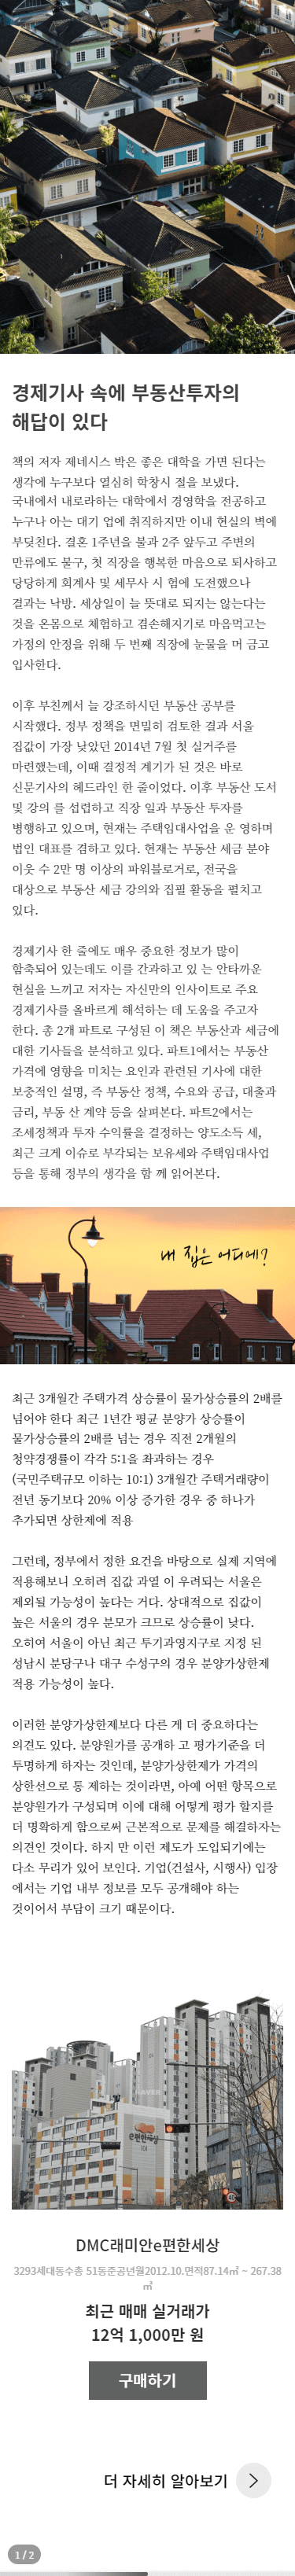 경제기사 속에 부동산투자의
해답이 있다
책의 저자 제네시스 박은 좋은 대학을 가면 된다는
생각에 누구보다 열심히 학창시 절을 보냈다.
국내에서 내로라하는 대학에서 경영학을 전공하고
누구나 아는 대기 업에 취직하지만 이내 현실의 벽에
부딪친다. 결혼 1주년을 불과 2주 앞두고 주변의
만류에도 불구, 첫 직장을 행복한 마음으로 퇴사하고
당당하게 회계사 및 세무사 시 험에 도전했으나
결과는 낙방. 세상일이 늘 뜻대로 되지는 않는다는
것을 온몸으로 체험하고 겸손해지기로 마음먹고는
가정의 안정을 위해 두 번째 직장에 눈물을 머 금고
입사한다.
이후 부친께서 늘 강조하시던 부동산 공부를
시작했다. 정부 정책을 면밀히 검토한 결과 서울
집값이 가장 낮았던 2014년 7월 첫 실거주를
마련했는데, 이때 결정적 계기가 된 것은 바로
신문기사의 헤드라인 한 줄이었다. 이후 부동산 도서
및 강의 를 섭렵하고 직장 일과 부동산 투자를
병행하고 있으며, 현재는 주택임대사업을 운 영하며
법인 대표를 겸하고 있다. 현재는 부동산 세금 분야
이웃 수 2만 명 이상의 파워블로거로, 전국을
대상으로 부동산 세금 강의와 집필 활동을 펼치고
있다.
경제기사 한 줄에도 매우 중요한 정보가 많이
함축되어 있는데도 이를 간과하고 있 는 안타까운
현실을 느끼고 저자는 자신만의 인사이트로 주요
경제기사를 올바르게 해석하는 데 도움을 주고자
한다. 총 2개 파트로 구성된 이 책은 부동산과 세금에
대한 기사들을 분석하고 있다. 파트1에서는 부동산
가격에 영향을 미치는 요인과 관련된 기사에 대한
보충적인 설명, 즉 부동산 정책, 수요와 공급, 대출과
금리, 부동 산 계약 등을 살펴본다. 파트2에서는
조세정책과 투자 수익률을 결정하는 양도소득 세,
최근 크게 이슈로 부각되는 보유세와 주택임대사업
등을 통해 정부의 생각을 함 께 읽어본다.
내 집은 어디에?
최근 3개월간 주택가격 상승률이 물가상승률의 2배를
넘어야 한다 최근 1년간 평균 분양가 상승률이
물가상승률의 2배를 넘는 경우 직전 2개월의
청약경쟁률이 각각 5:1을 촤과하는 경우
(국민주택규모 이하는 10:1) 3개월간 주택거래량이
전년 동기보다 20% 이상 증가한 경우 중 하나가
추가되면 상한제에 적용
그런데, 정부에서 정한 요건을 바탕으로 실제 지역에
적용해보니 오히려 집값 과열 이 우려되는 서울은
제외될 가능성이 높다는 거다. 상대적으로 집값이
높은 서울의 경우 분모가 크므로 상승률이 낮다.
오히여 서울이 아닌 최근 투기과영지구로 지정 된
성남시 분당구나 대구 수성구의 경우 분양가상한제
적용 가능성이 높다.
이러한 분양가상한제보다 다른 게 더 중요하다는
의견도 있다. 분양원가를 공개하 고 평가기준을 더
투명하게 하자는 것인데, 분양가상한제가 가격의
상한선으로 통 제하는 것이라면, 아예 어떤 항목으로
분양원가가 구성되며 이에 대해 어떻게 평가 할지를
더 명확하게 함으로써 근본적으로 문제를 해결하자는
의견인 것이다. 하지 만 이런 제도가 도입되기에는
다소 무리가 있어 보인다. 기업(건설사, 시행사) 입장
에서는 기업 내부 정보를 모두 공개해야 하는
것이어서 부담이 크기 때문이다.
e편한세상
DMC래미안e편한세상
3293세대동수총 51동준공년월2012.10.면적87.14㎡ ~ 267.38
㎡
최근 매매 실거래가
12억 1,000만 원
구매하기
더 자세히 알아보기
1 / 2